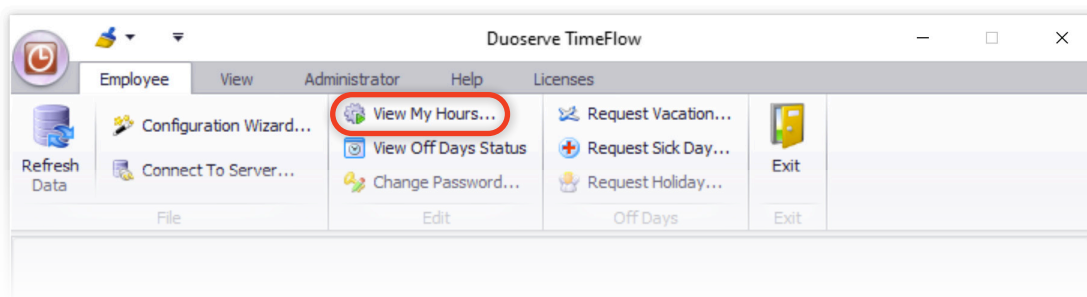 Duoserve TimeFlow
Employee View Administrator Help Licenses
Refresh
Data
Configuration Wizard...
Connect To Server...
File
View My Hours...
View Off Days Status
Change Password...
Edit
Request Vacation...
Request Sick Day...
Request Holiday...
Off Days
Exit
Exit